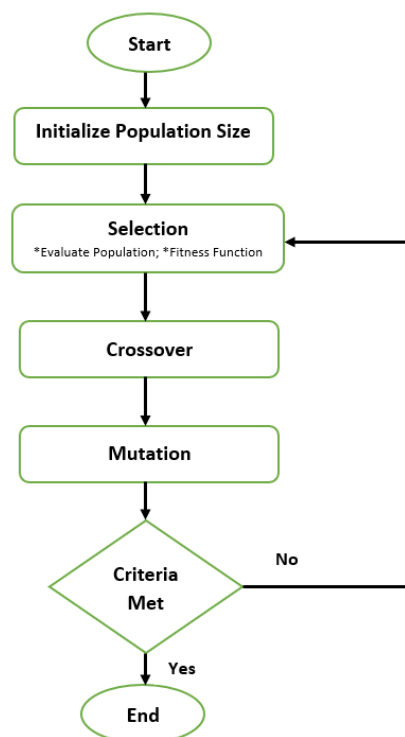 Start
Initialize Population Size
Selection
*Evaluate Population; *Fitness Function
Crossover
Mutation
Criteria
Met
No
Yes
End